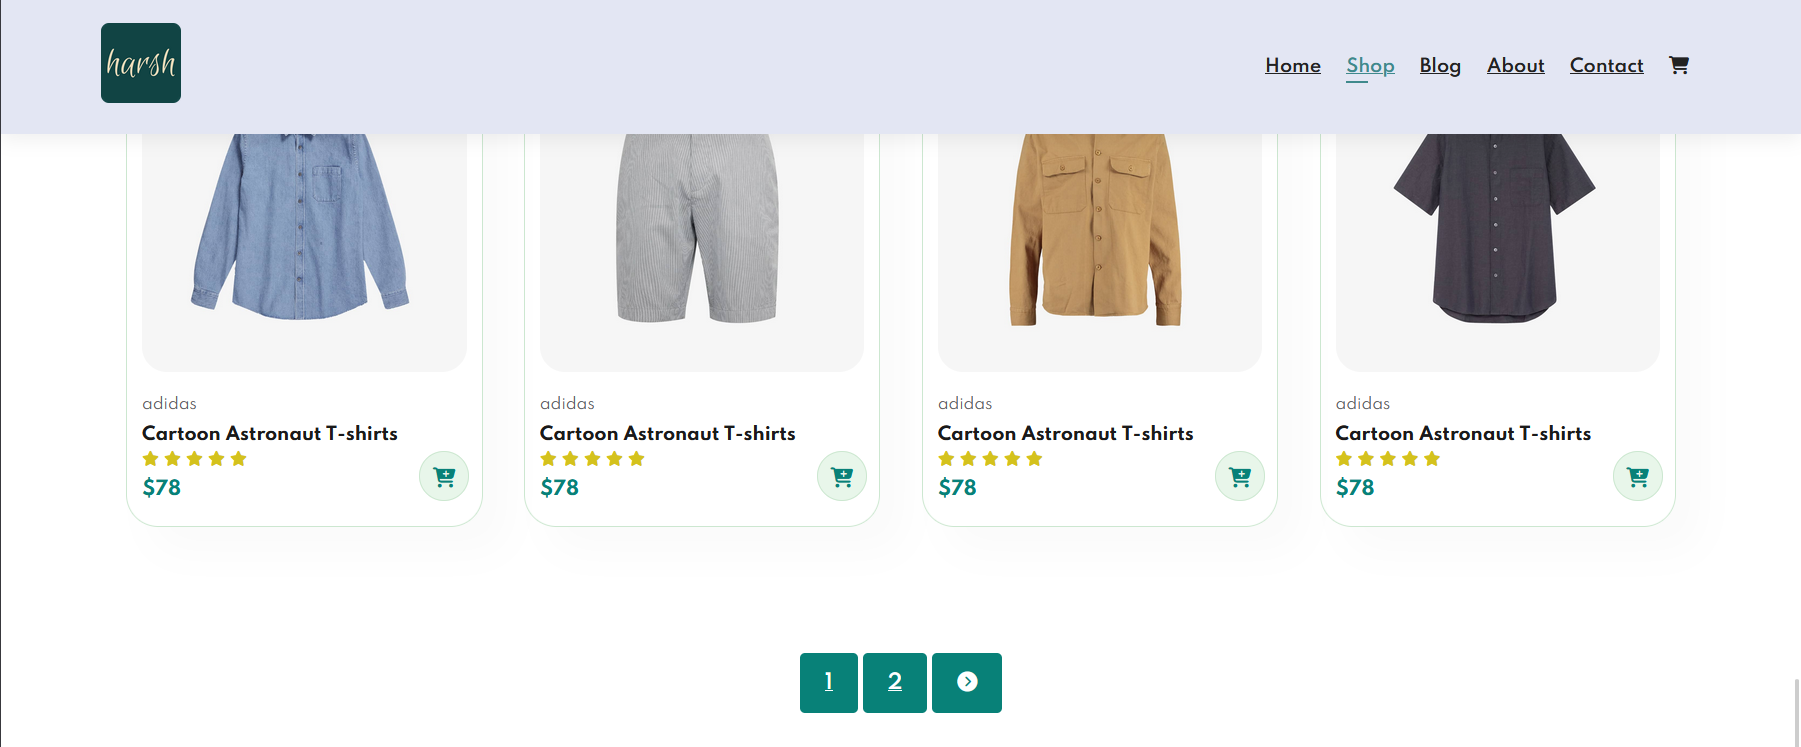 harsh
Home Shop Blog About Contact
adidas adidas adidas adidas
Cartoon Astronaut T-shirts Cartoon Astronaut T-shirts Cartoon Astronaut T-shirts Cartoon Astronaut T-shirts
$78 $78 $78 $78
1 2